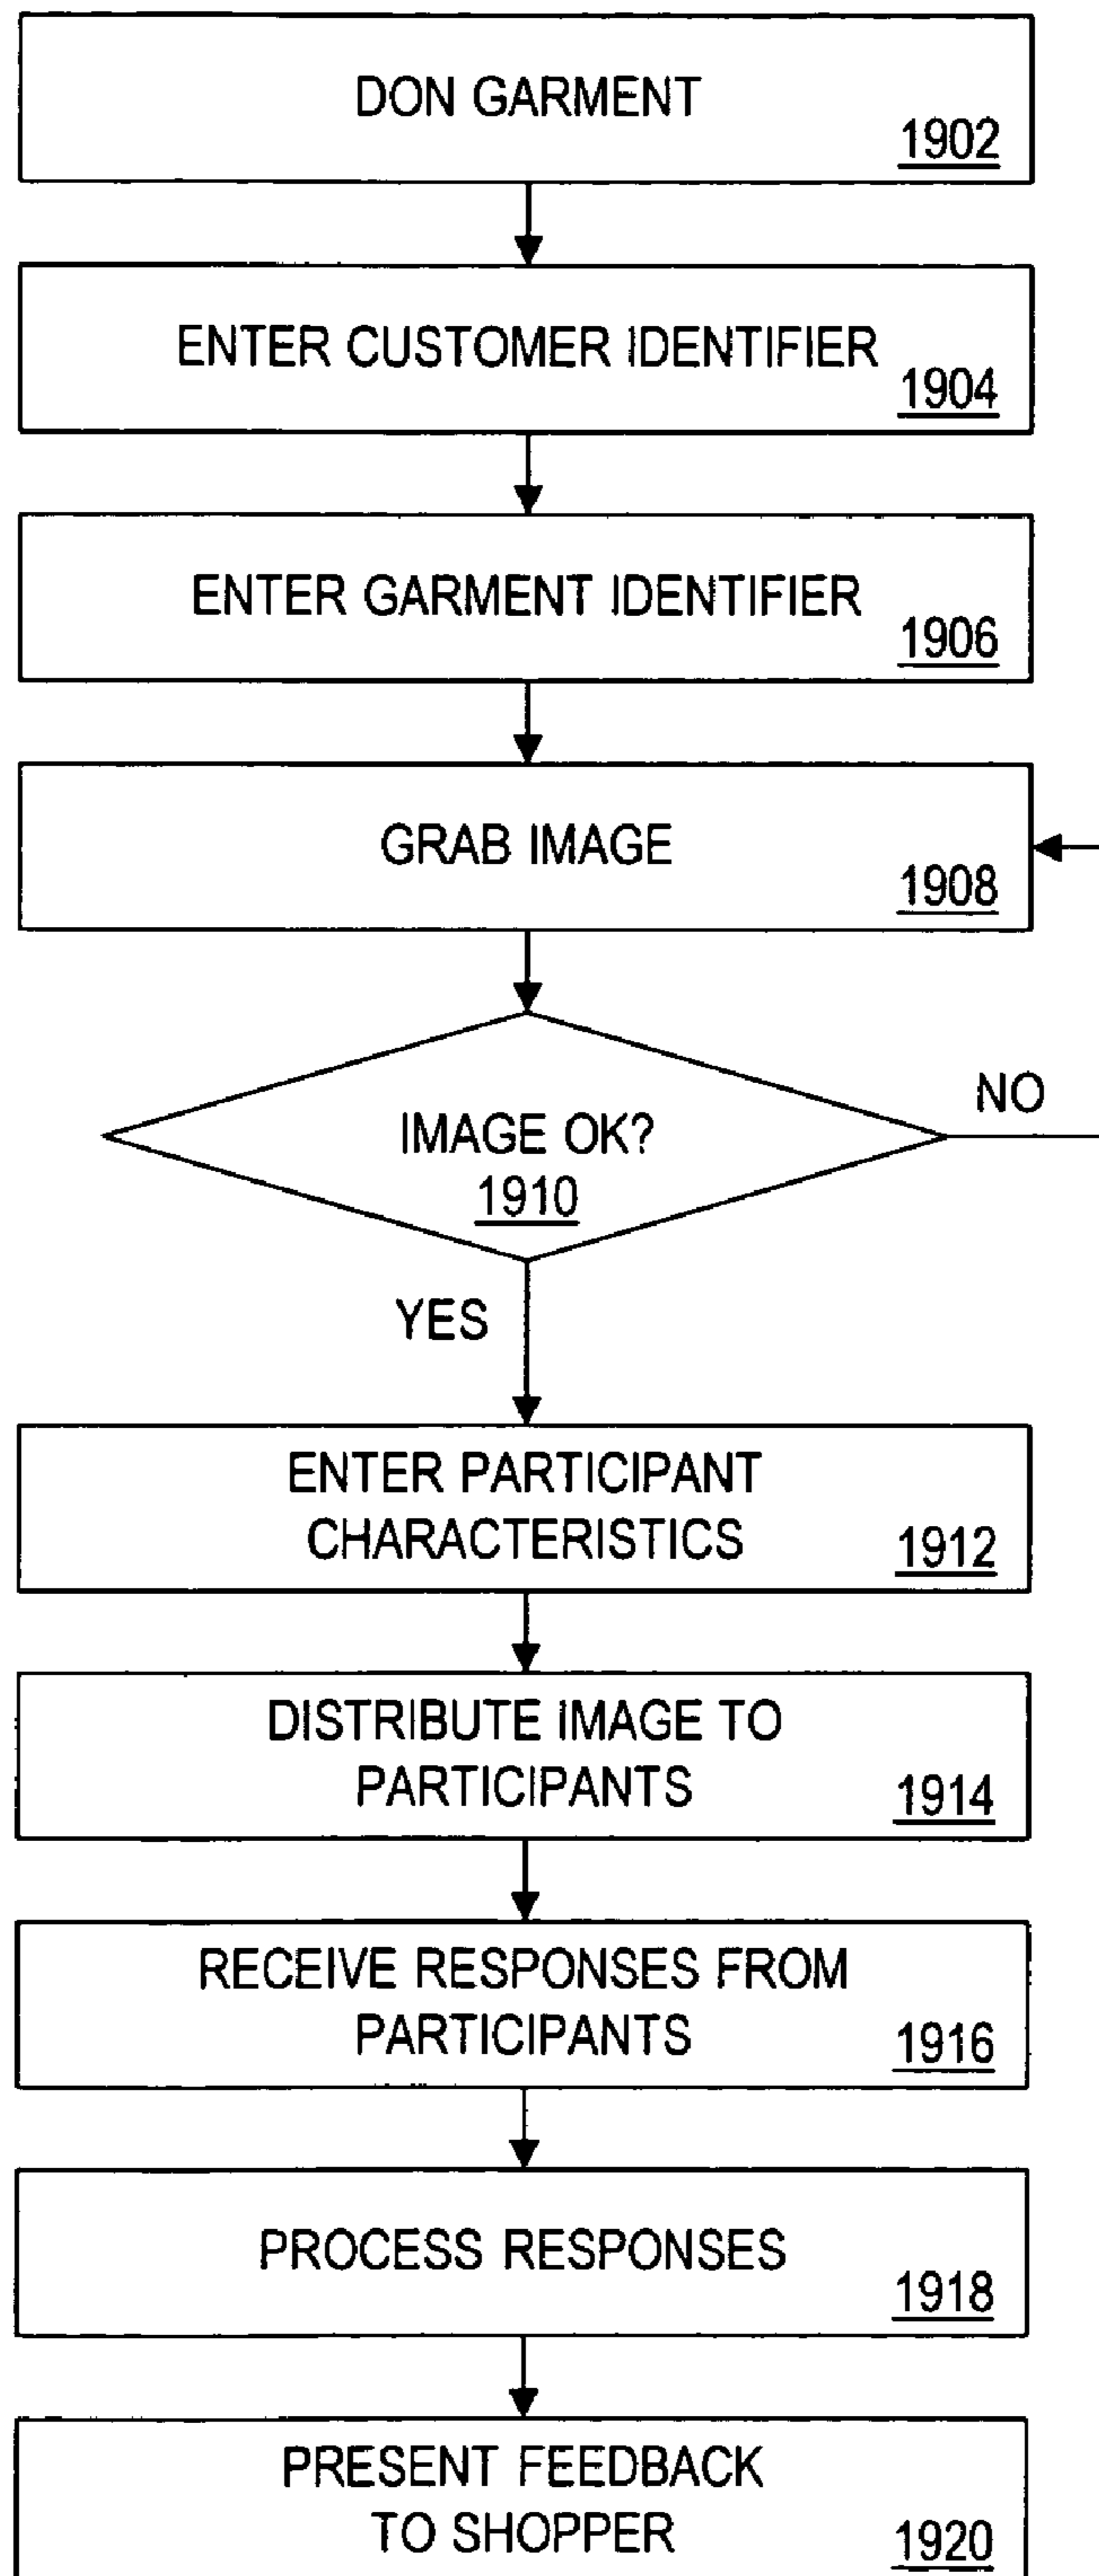 DON GARMENT
1902
ENTER CUSTOMER IDENTIFIER
1904
ENTER GARMENT IDENTIFIER
1906
GRAB IMAGE
1908
IMAGE OK?
1910
NO
YES
ENTER PARTICIPANT
CHARACTERISTICS
1912
DISTRIBUTE IMAGE TO
PARTICIPANTS
1914
RECEIVE RESPONSES FROM
PARTICIPANTS
1916
PROCESS RESPONSES
1918
PRESENT FEEDBACK
TO SHOPPER
1920